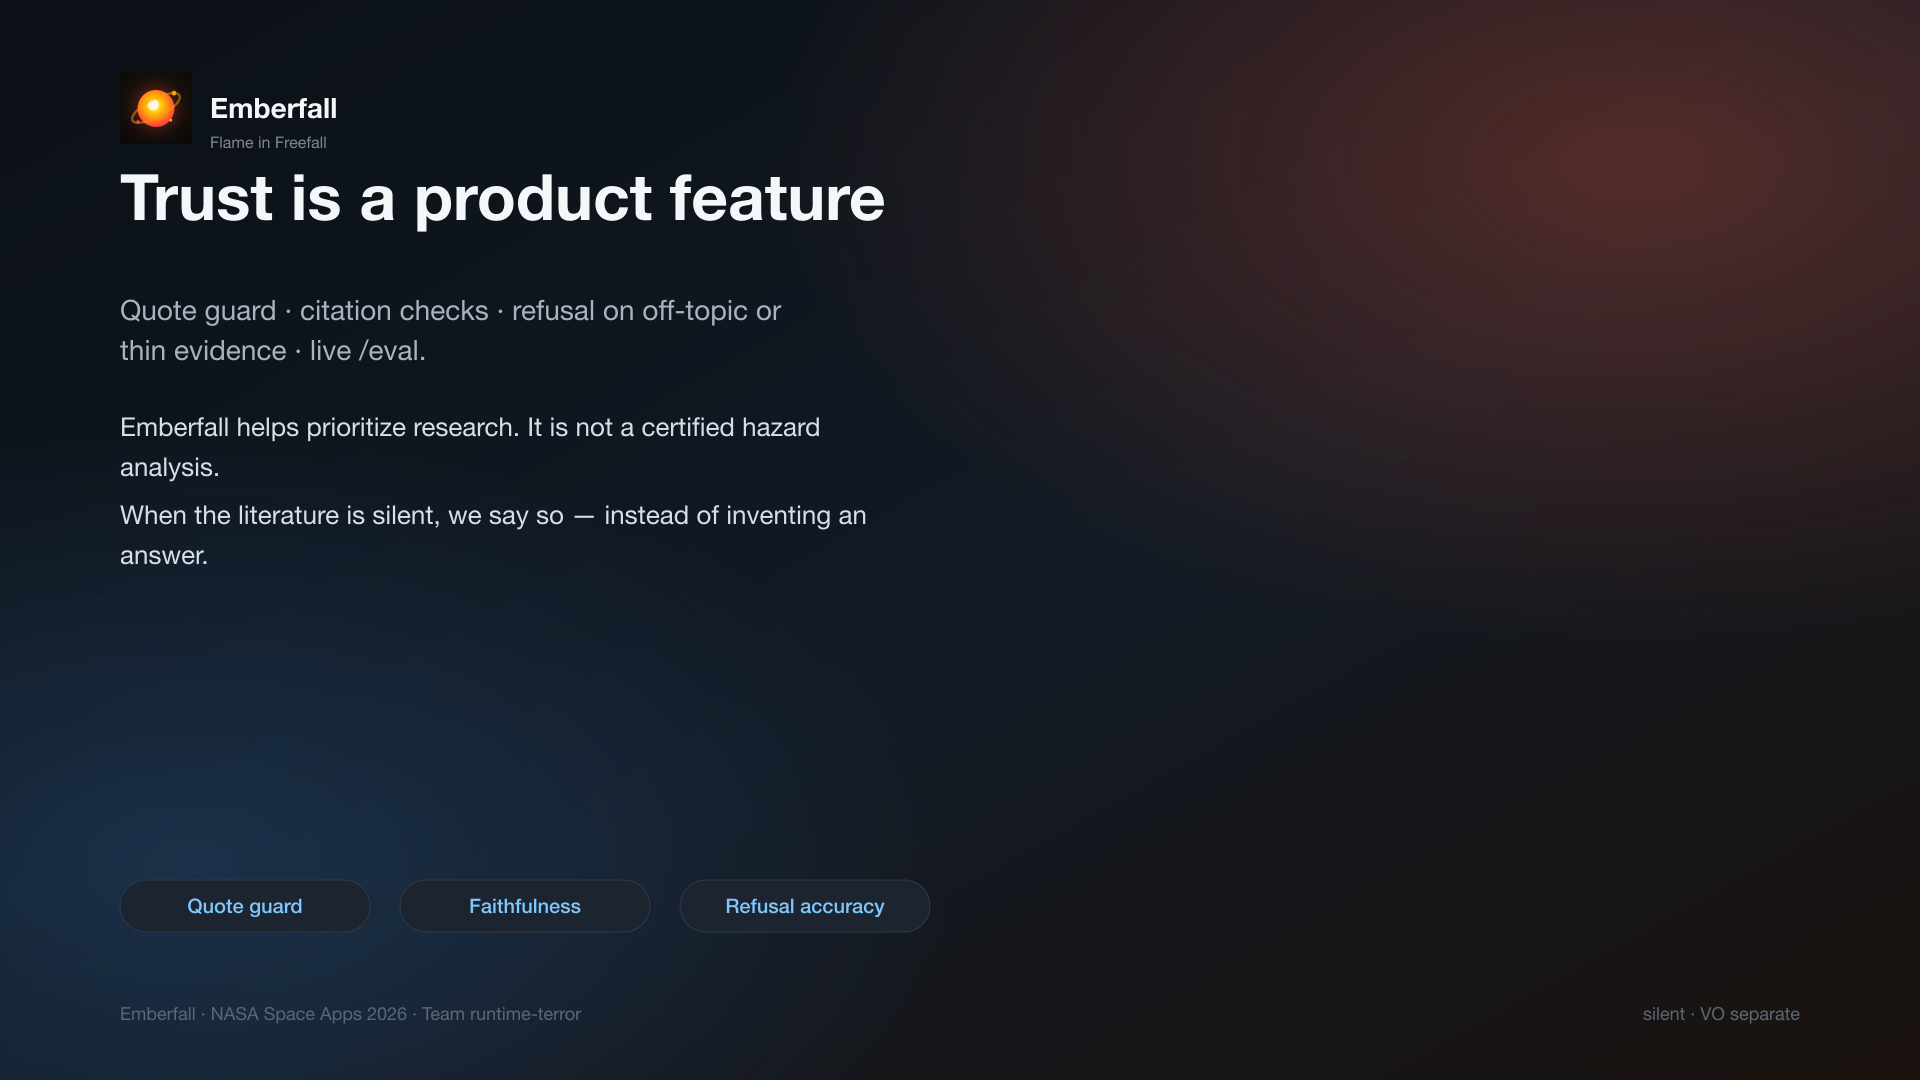 Emberfall
Flame in Freefall
Trust is a product feature
Quote guard · citation checks · refusal on off-topic or
thin evidence · live /eval.
Emberfall helps prioritize research. It is not a certified hazard
analysis.
When the literature is silent, we say so — instead of inventing an
answer.
Quote guard
Faithfulness
Refusal accuracy
Emberfall · NASA Space Apps 2026 · Team runtime-terror
silent · VO separate